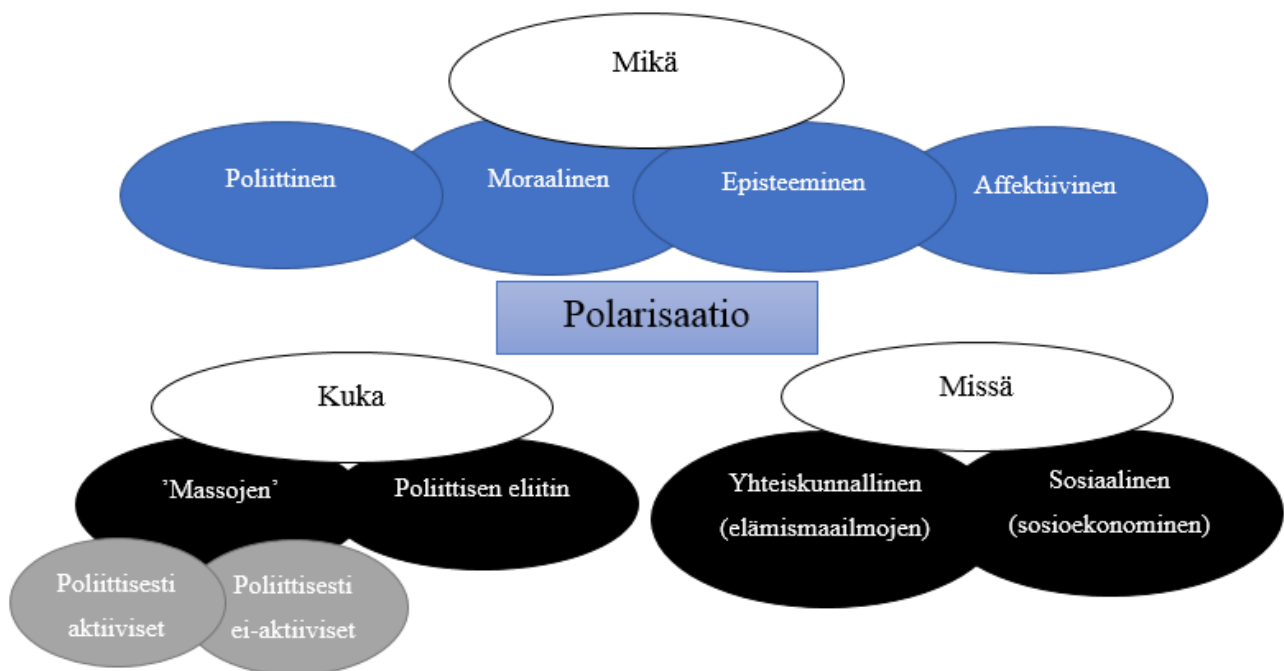 Mikä
Poliittinen
Moraalinen
Episteeminen
Affektiivinen
Polarisaatio
Kuka
’Massojen’
Poliittisen eliitin
Poliittisesti
aktiiviset
Poliittisesti
ei-aktiiviset
Missä
Yhteiskunnallinen
(elämismaailmojen)
Sosiaalinen
(sosioekonominen)